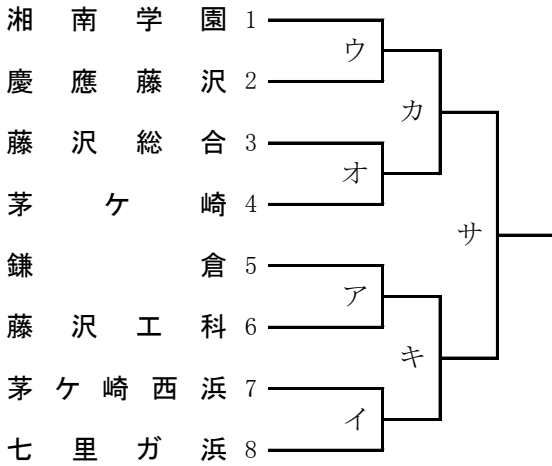 湘南学園 1
ウ
慶應藤沢 2
カ
藤沢総合 3
オ
茅ケ崎 4
サ
鎌倉 5
ア
藤沢工科 6
キ
茅ケ崎西浜 7
イ
七里ガ浜 8